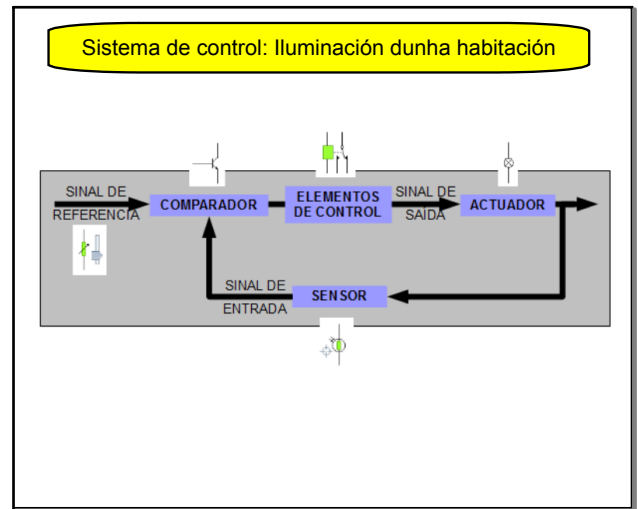 Sistema de control: Iluminación dunha habitación
SINAL DE
REFERENCIA
COMPARADOR
ELEMENTOS
DE CONTROL
SINAL DE
SAÍDA
ACTUADOR
SINAL DE
ENTRADA
SENSOR